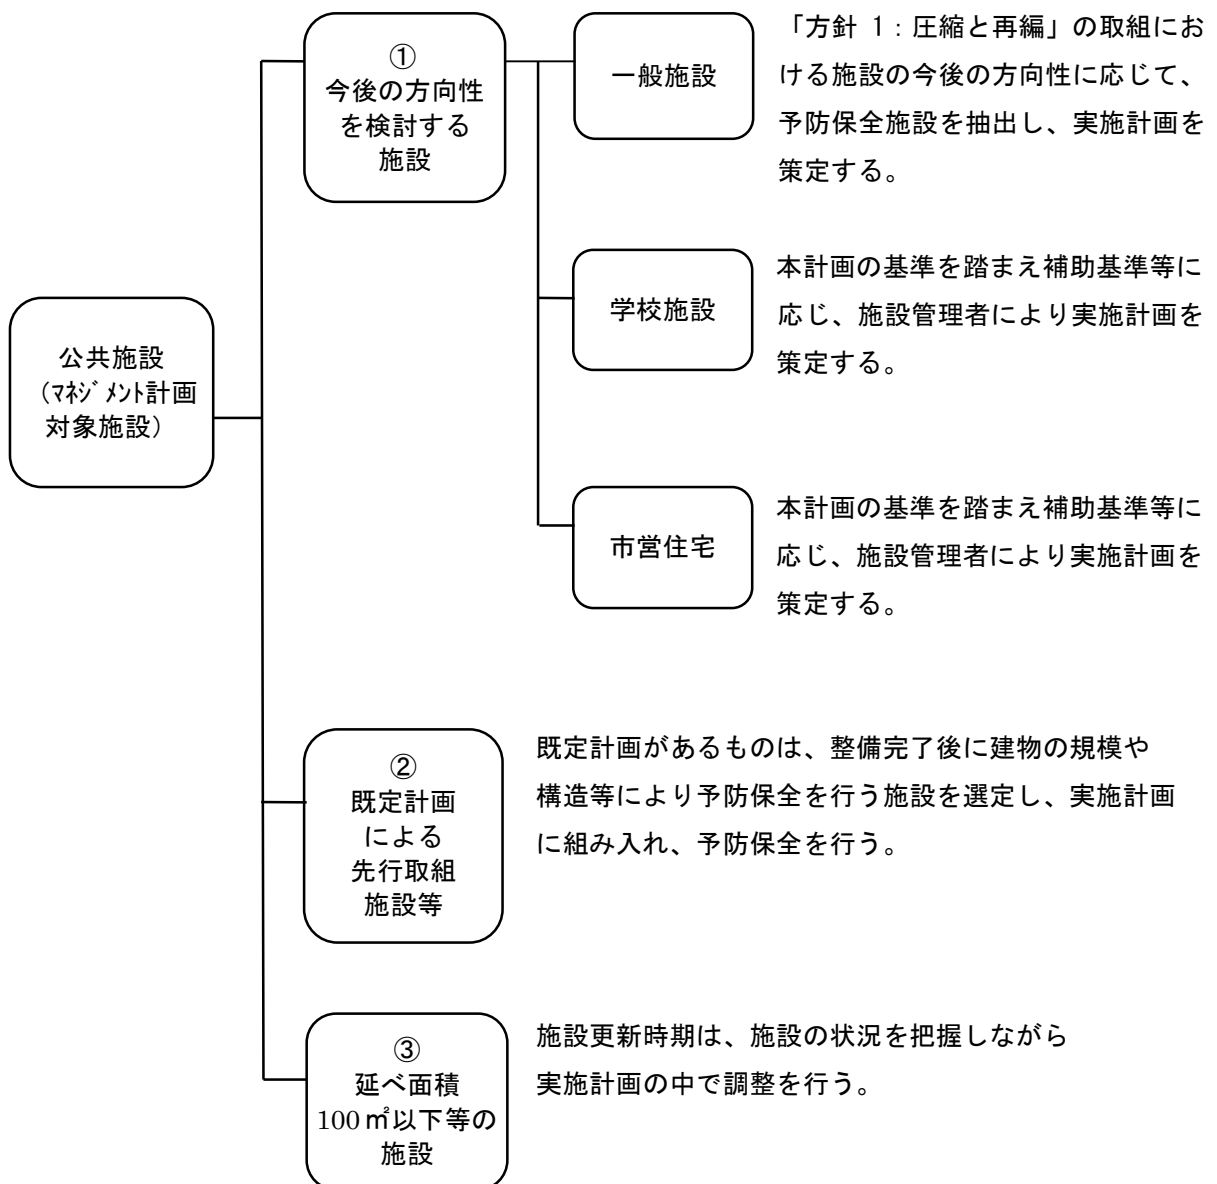 公共施設
(ﾏﾈｼﾞﾒﾝﾄ計画
対象施設)
①
今後の方向性
を検討する
施設
一般施設
「方針 1:圧縮と再編」の取組にお
ける施設の今後の方向性に応じて、
予防保全施設を抽出し、実施計画を
策定する。
学校施設
本計画の基準を踏まえ補助基準等に
応じ、施設管理者により実施計画を
策定する。
市営住宅
本計画の基準を踏まえ補助基準等に
応じ、施設管理者により実施計画を
策定する。
②
既定計画
による
先行取組
施設等
既定計画があるものは、整備完了後に建物の規模や
構造等により予防保全を行う施設を選定し、実施計画
に組み入れ、予防保全を行う。
③
延べ面積
100㎡以下等の
施設
施設更新時期は、施設の状況を把握しながら
実施計画の中で調整を行う。